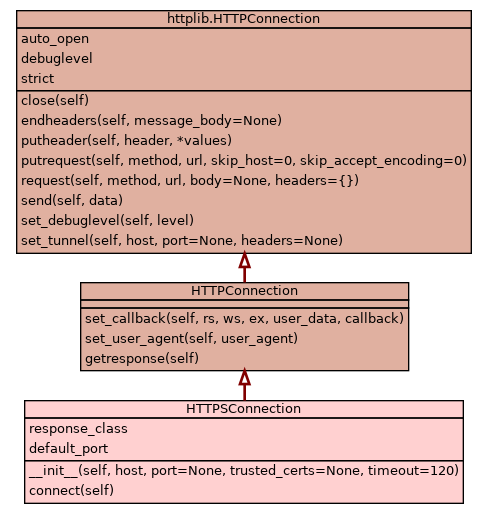 httplib.HTTPConnection
auto_open
debuglevel
strict
close(self)
endheaders(self, message_body=None)
putheader(self, header, *values)
putrequest(self, method, url, skip_host=0, skip_accept_encoding=0)
request(self, method, url, body=None, headers={})
send(self, data)
set_debuglevel(self, level)
set_tunnel(self, host, port=None, headers=None)
HTTPConnection
set_callback(self, rs, ws, ex, user_data, callback)
set_user_agent(self, user_agent)
getresponse(self)
HTTPSConnection
response_class
default_port
__init__(self, host, port=None, trusted_certs=None, timeout=120)
connect(self)